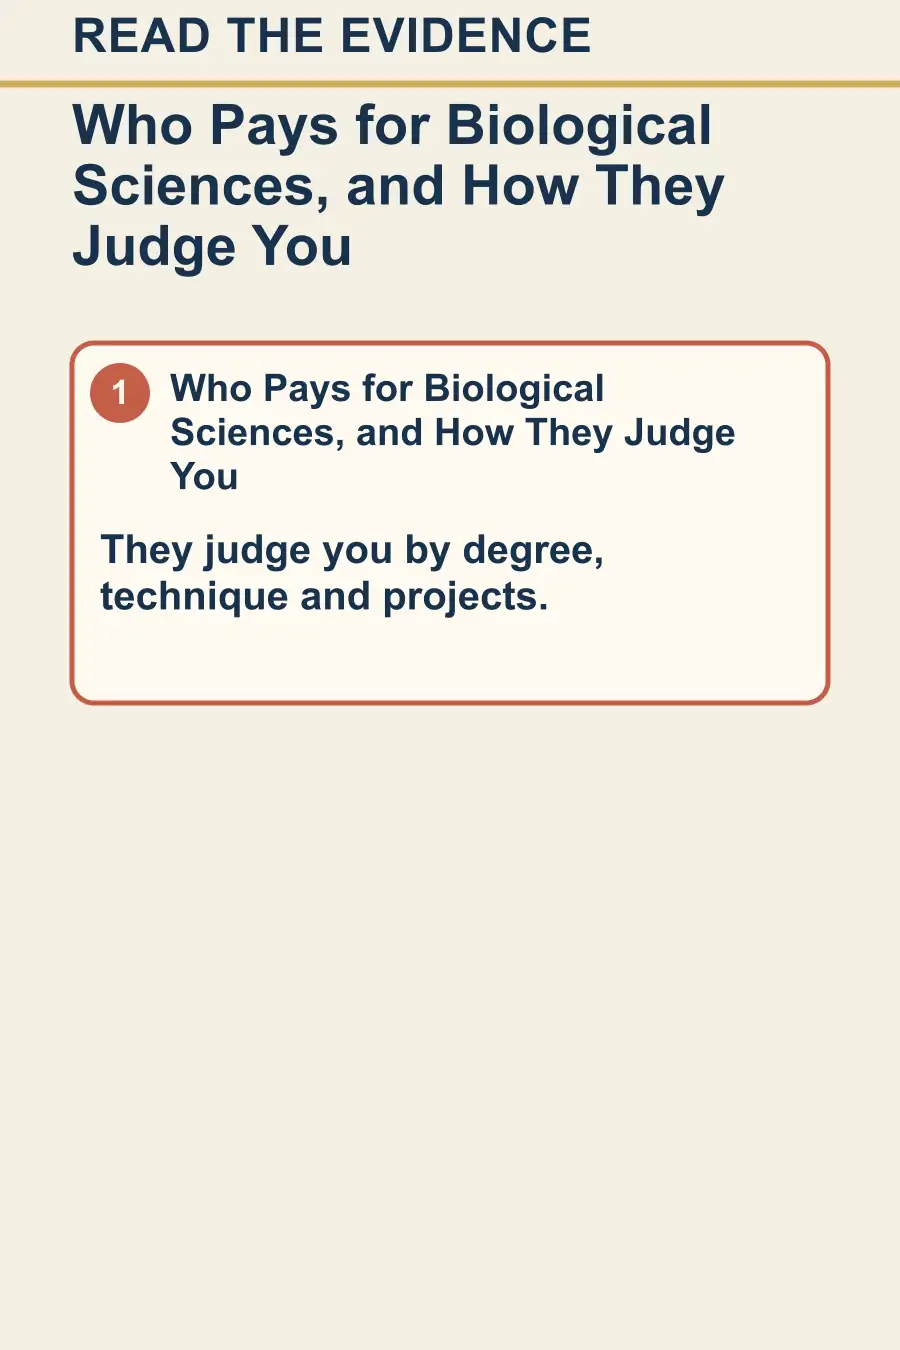 READ THE EVIDENCE
Who Pays for Biological
Sciences, and How They
Judge You
1
Who Pays for Biological
Sciences, and How They Judge
You
They judge you by degree,
technique and projects.